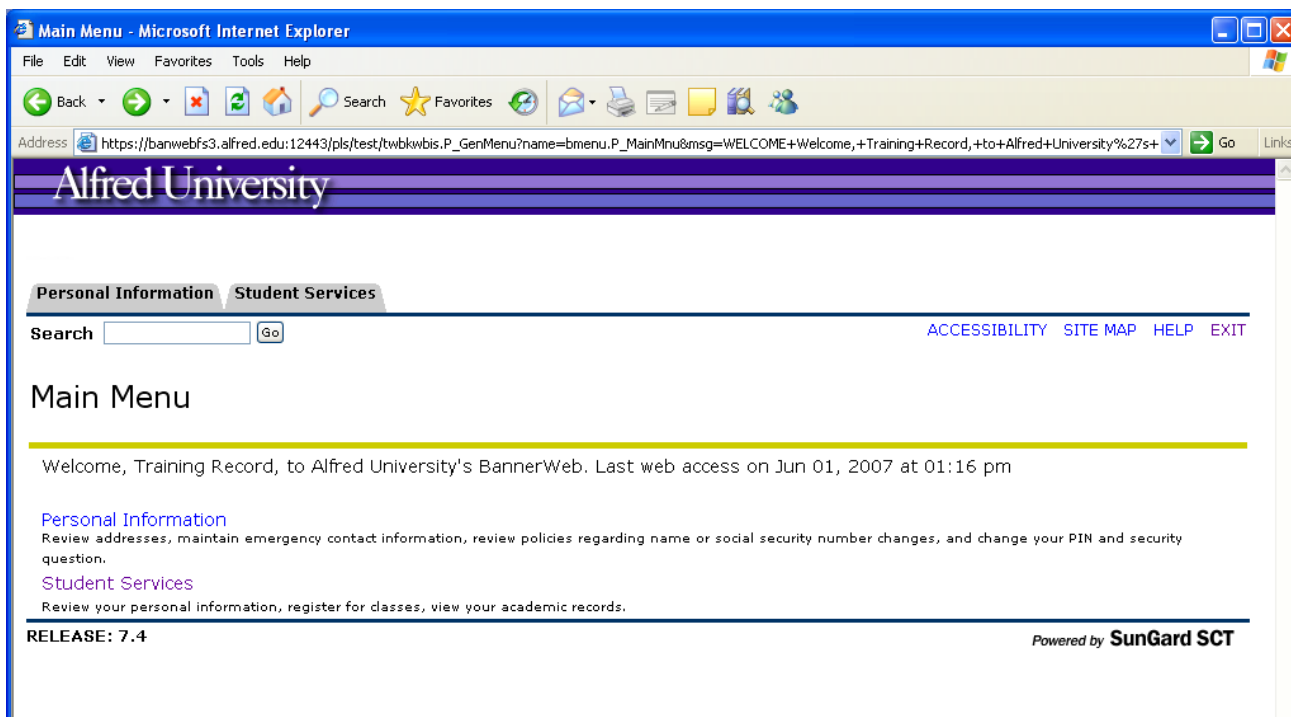 Main Menu - Microsoft Internet Explorer
File Edit View Favorites Tools Help
Back Search Favorites
Address https://banwebfs3.alfred.edu:12443/pls/test/twbkwbis.P_GenMenu?name=bmenu.P_MainMnu&msg=WELCOME+Welcome,+Training+Record,+to+Alfred+University%27s+ Go Links
Alfred University
Personal Information Student Services
Search Go ACCESSIBILITY SITE MAP HELP EXIT
Main Menu
Welcome, Training Record, to Alfred University's BannerWeb. Last web access on Jun 01, 2007 at 01:16 pm
Personal Information
Review addresses, maintain emergency contact information, review policies regarding name or social security number changes, and change your PIN and security
question.
Student Services
Review your personal information, register for classes, view your academic records.
RELEASE: 7.4 Powered by SunGard SCT